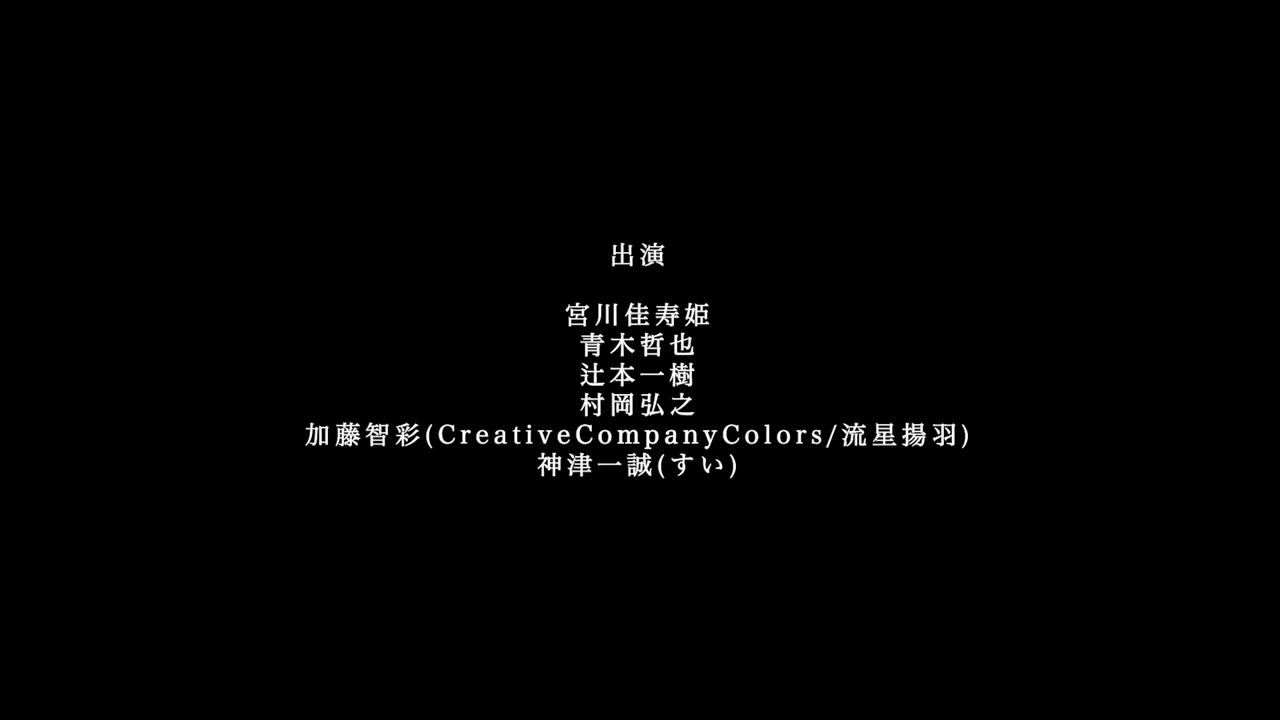 出演
宮川佳寿姫
青木哲也
辻本一樹
村岡弘之
加藤智彩(CreativeCompanyColors/流星揚羽)
神津一誠(すい)